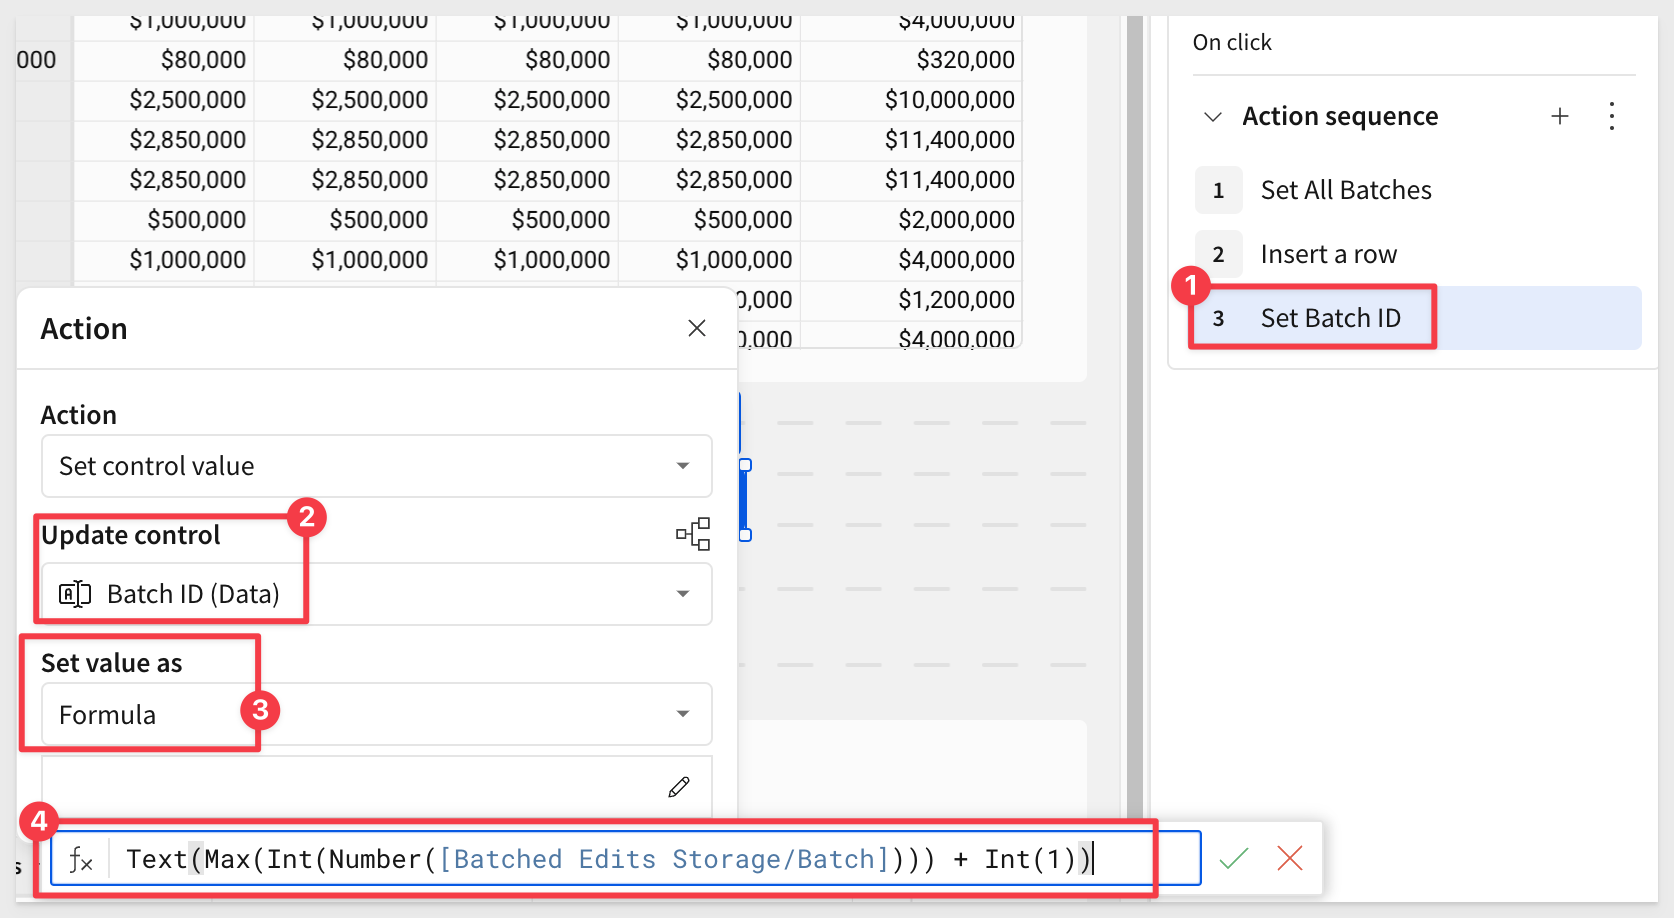 $1,000,000 $1,000,000 $1,000,000 $1,000,000 $4,000,000
000 $80,000 $80,000 $80,000 $80,000 $320,000
$2,500,000 $2,500,000 $2,500,000 $2,500,000 $10,000,000
$2,850,000 $2,850,000 $2,850,000 $2,850,000 $11,400,000
$2,850,000 $2,850,000 $2,850,000 $2,850,000 $11,400,000
$500,000 $500,000 $500,000 $500,000 $2,000,000
$1,000,000 $1,000,000 $1,000,000 $1,000,000 $4,000,000
0,000 $1,200,000
0,000 $4,000,000
On click
Action sequence
1 Set All Batches
2 Insert a row
1
3 Set Batch ID
Action
Action
Set control value
2
Update control
Batch ID (Data)
Set value as
Formula
3
4
s
fx Text(Max(Int(Number([Batched Edits Storage/Batch]))) + Int(1))